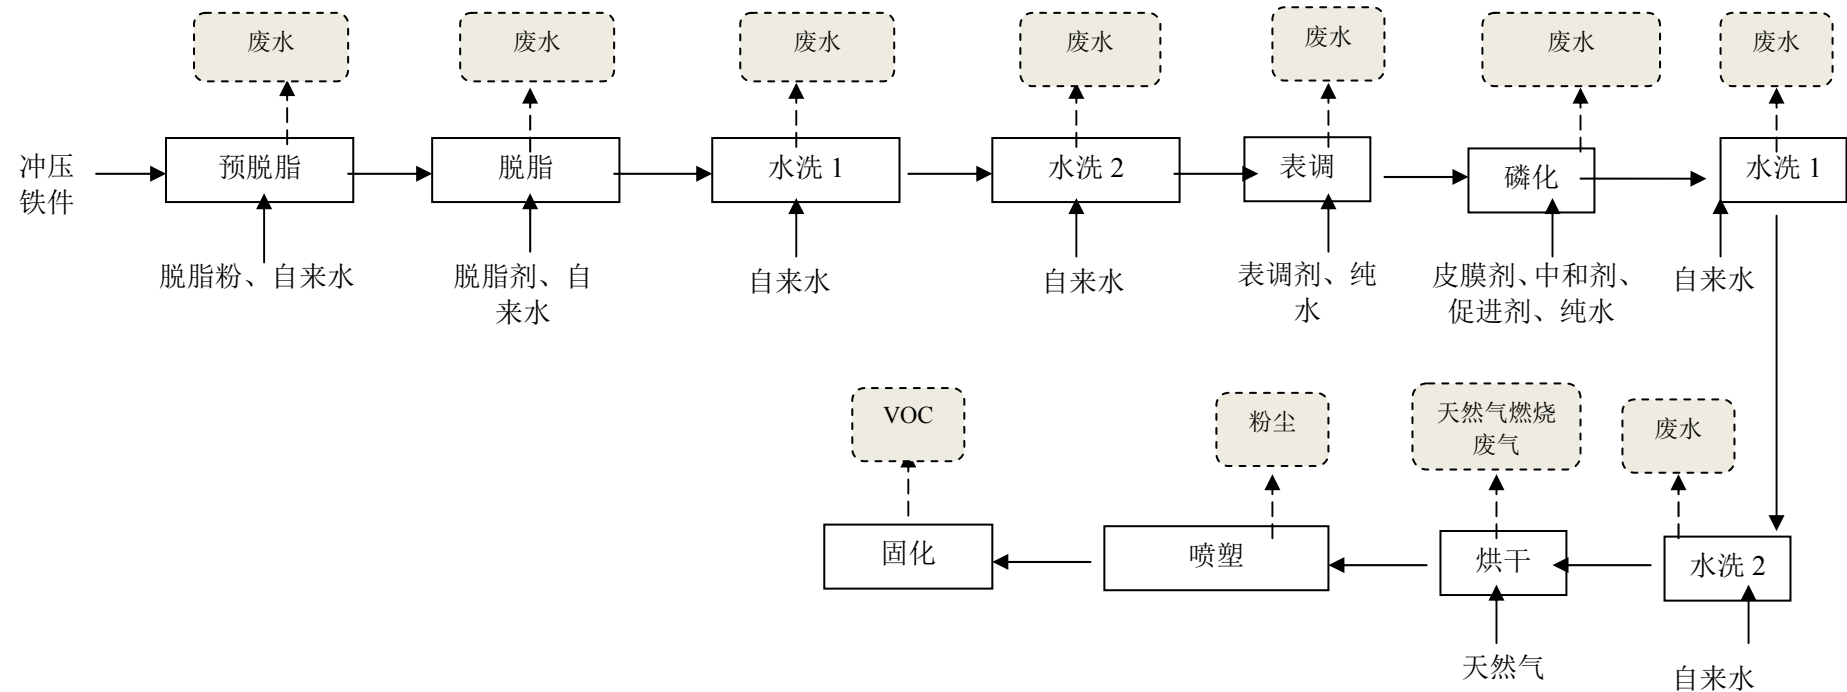 废水
废水
废水
废水
废水
废水
废水
冲压
铁件
预脱脂
脱脂
水洗 1
水洗 2
表调
磷化
水洗 1
脱脂粉、自来水
脱脂剂、自
来水
自来水
自来水
表调剂、纯
水
皮膜剂、中和剂、
促进剂、纯水
自来水
VOC
粉尘
天然气燃烧
废气
废水
固化
喷塑
烘干
水洗 2
天然气
自来水